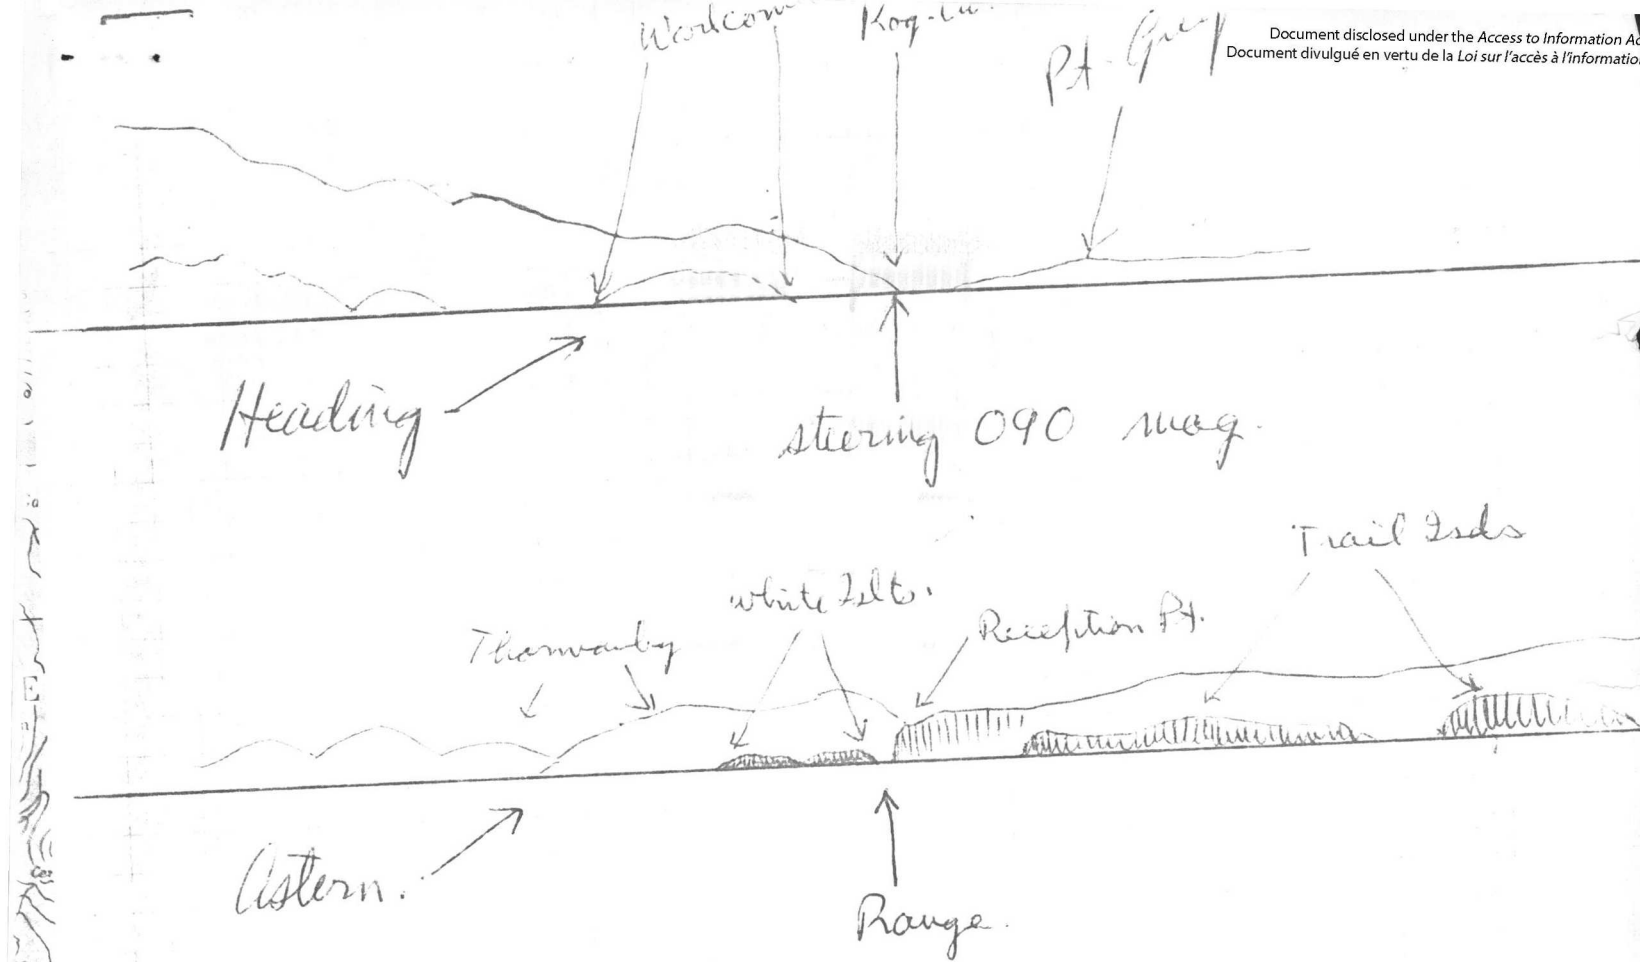 Document disclosed under the Access to Information Ac
Document divulgué en vertu de la Loi sur l'accès à l'informatio
Pt. Grey
Heading
steering 090 mag.
Trail Isds
white Islts.
Reception Pt.
Thormanby
Astern.
Range.